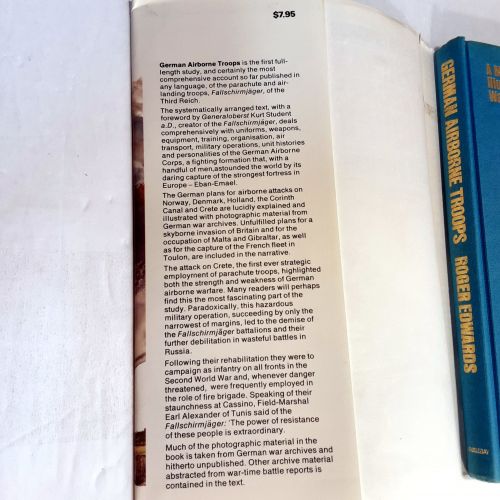 $7.95
German Airborne Troops is the first full-
length study, and certainly the most
comprehensive account so far published in
any language, of the parachute and air-
landing troops, Fallschirmjäger, of the
Third Reich.
The systematically arranged text, with a
foreword by Generaloberst Kurt Student
a.D., creator of the Fallschirmjäger, deals
comprehensively with uniforms, weapons,
equipment, training, organisation, air
transport, military operations, unit histories
and personalities of the German Airborne
Corps, a fighting formation that, with a
handful of men,astounded the world by its
daring capture of the strongest fortress in
Europe – Eban-Emael.
The German plans for airborne attacks on
Norway, Denmark, Holland, the Corinth
Canal and Crete are lucidly explained and
illustrated with photographic material from
German war archives. Unfulfilled plans for a
skyborne invasion of Britain and for the
occupation of Malta and Gibraltar, as well
as for the capture of the French fleet in
Toulon, are included in the narrative.
The attack on Crete, the first ever strategic
employment of parachute troops, highlighted
both the strength and weakness of German
airborne warfare. Many readers will perhaps
find this the most fascinating part of the
study. Paradoxically, this hazardous
military operation, succeeding by only the
narrowest of margins, led to the demise of
the Fallschirmjäger battalions and their
further debilitation in wasteful battles in
Russia.
Following their rehabilitation they were to
campaign as infantry on all fronts in the
Second World War and, whenever danger
threatened, were frequently employed in
the role of fire brigade. Speaking of their
staunchness at Cassino, Field-Marshal
Earl Alexander of Tunis said of the
Fallschirmjäger: 'The power of resistance
of these people is extraordinary.
Much of the photographic material in the
book is taken from German war archives and
hitherto unpublished. Other archive material
abstracted from war-time battle reports is
contained in the text.
GERMAN AIRBORNE TROOPS ROGER EDWARDS
DOUBLEDAY